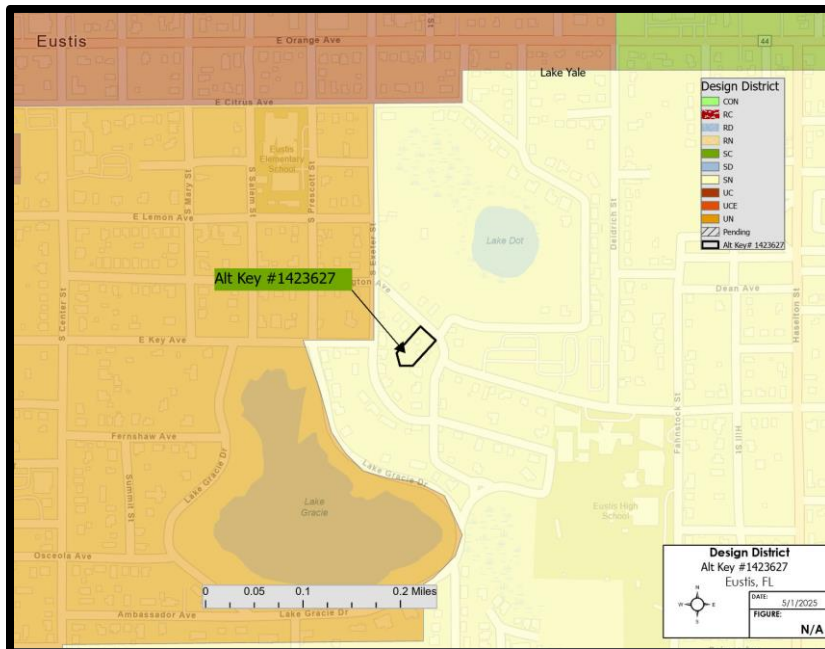 Eustis
E Orange Ave
St
44
Lake Yale
Design District
CON
RC
RD
RN
SC
SD
SN
UC
UCE
UN
Pending
Alt Key# 1423627
E Citrus Ave
Eustis
Elementary
School
S Mary St
S Salem St
S Prescott St
E Lemon Ave
S Exeter St
Deidrich St
Lake Dot
Alt Key #1423627
gton Ave
Dean Ave
S Center St
Haselton St
E Key Ave
Fahnstock St
Hill St
Fernshaw Ave
Lake Gracie Dr
Summit St
Lake Gracie Dr
Lake
Gracie
Eustis High
School
Osceola Ave
0 0.05 0.1 0.2 Miles
Ambassador Ave
Lake Gracie Dr
Design District
Alt Key #1423627
Eustis, FL
N
W E
S
DATE:
5/1/2025
FIGURE:
N/A